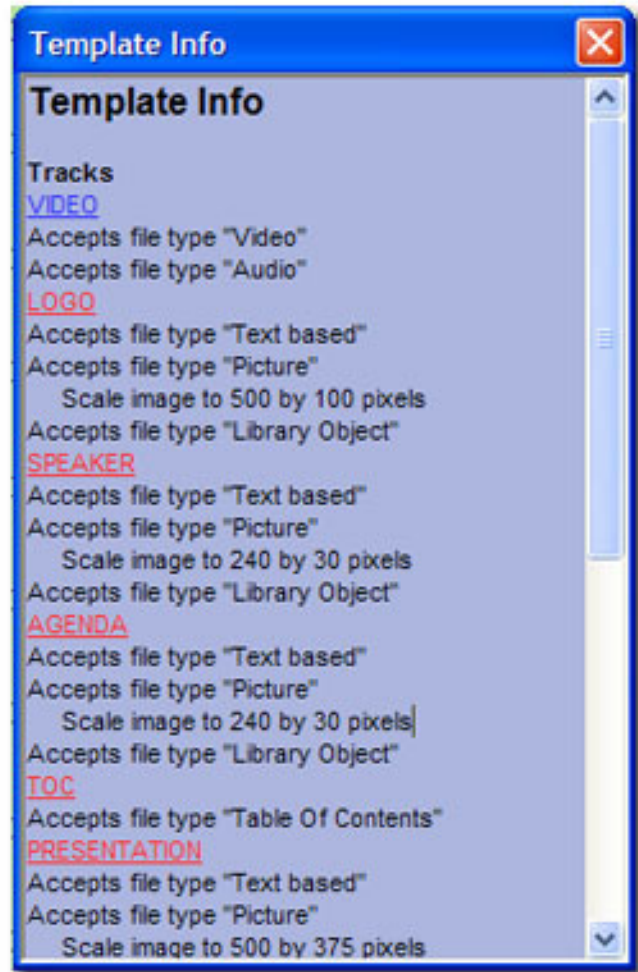 Template Info
Template Info
Tracks
VIDEO
Accepts file type "Video"
Accepts file type "Audio"
LOGO
Accepts file type "Text based"
Accepts file type "Picture"
Scale image to 500 by 100 pixels
Accepts file type "Library Object"
SPEAKER
Accepts file type "Text based"
Accepts file type "Picture"
Scale image to 240 by 30 pixels
Accepts file type "Library Object"
AGENDA
Accepts file type "Text based"
Accepts file type "Picture"
Scale image to 240 by 30 pixels
Accepts file type "Library Object"
TOC
Accepts file type "Table Of Contents"
PRESENTATION
Accepts file type "Text based"
Accepts file type "Picture"
Scale image to 500 by 375 pixels